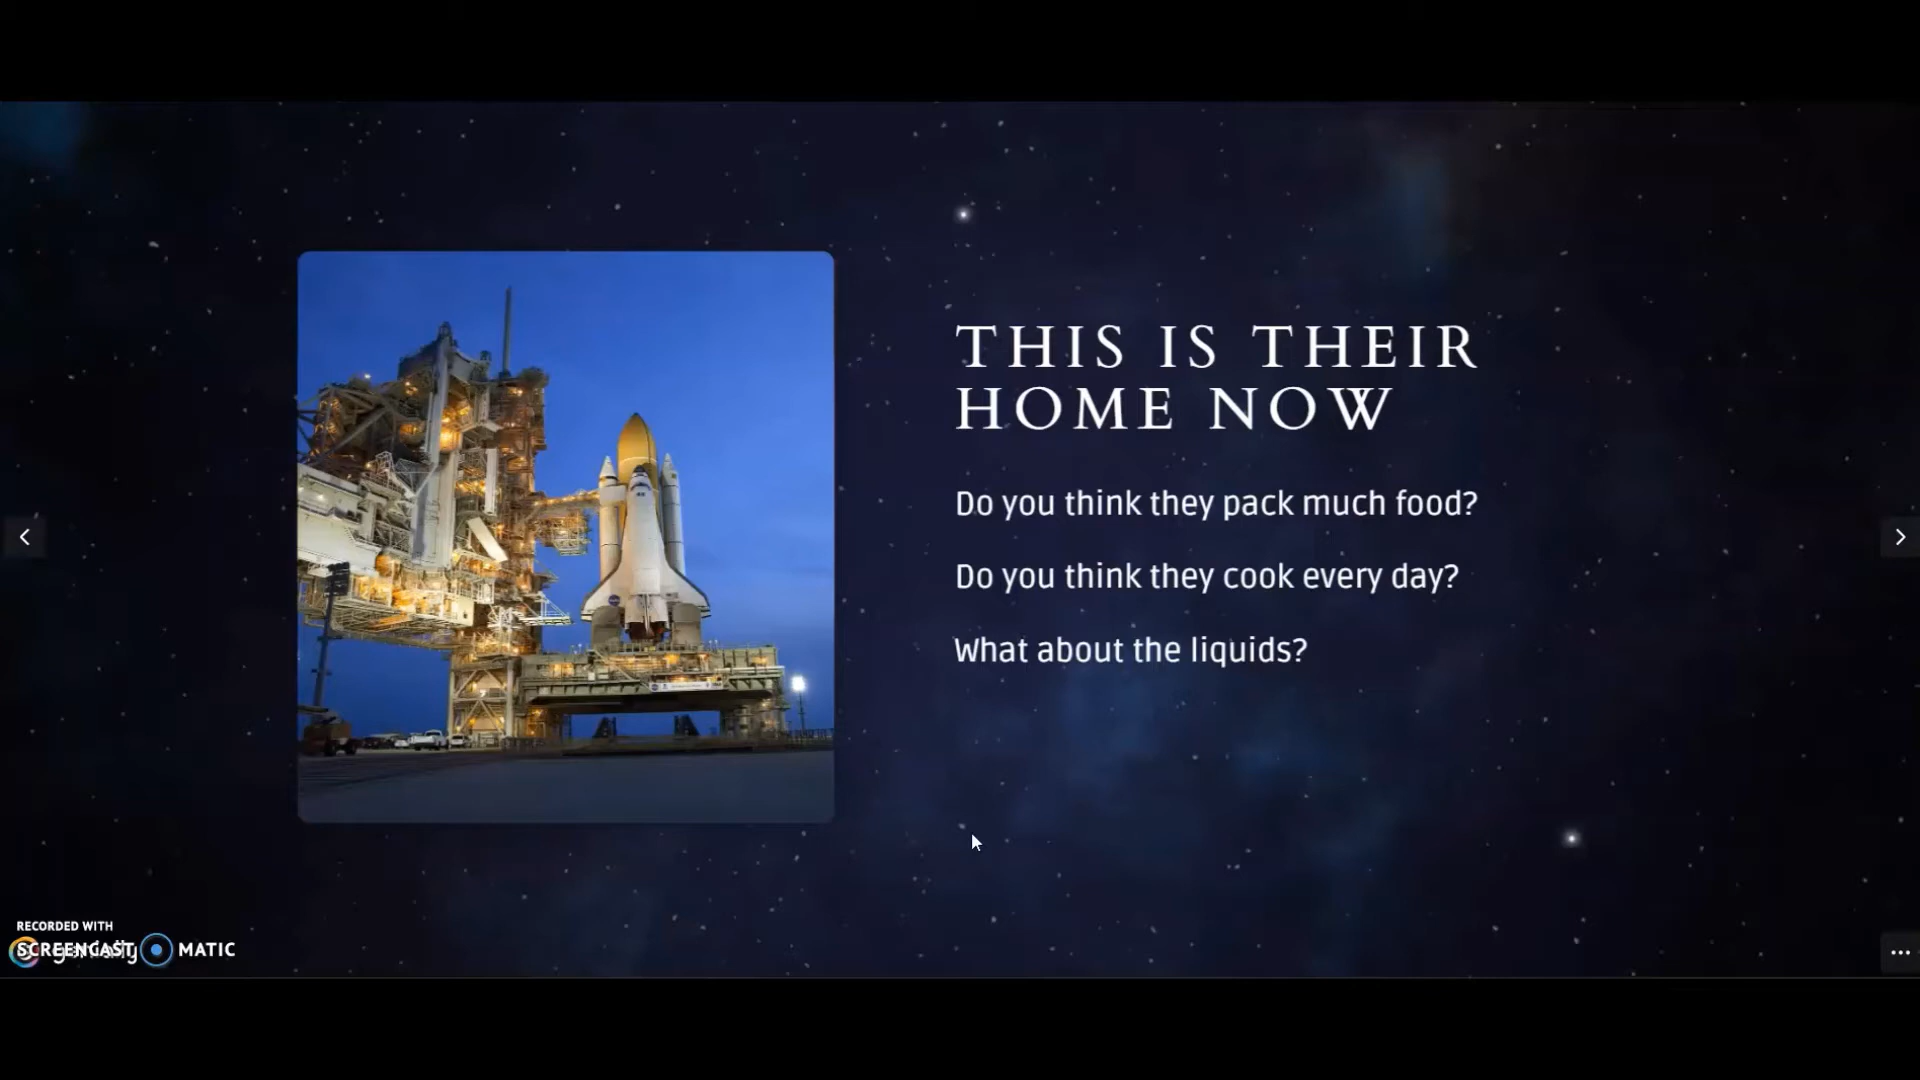 THIS IS THEIR
HOME NOW
Do you think they pack much food?
Do you think they cook every day?
What about the liquids?
RECORDED WITH
SCREENCAST MATIC